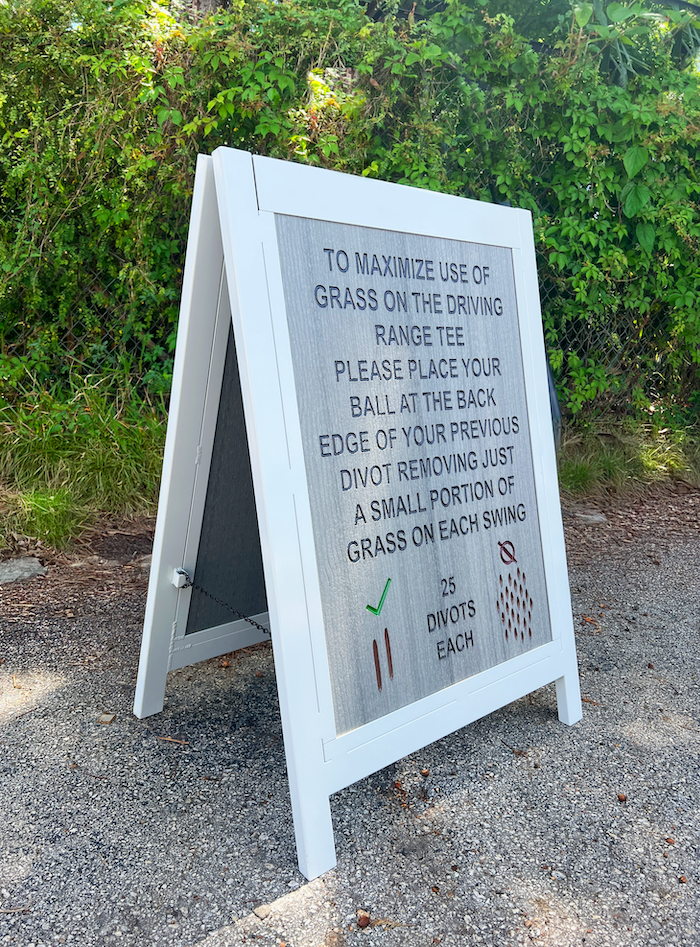 TO MAXIMIZE USE OF
GRASS ON THE DRIVING
RANGE TEE
PLEASE PLACE YOUR
BALL AT THE BACK
EDGE OF YOUR PREVIOUS
DIVOT REMOVING JUST
A SMALL PORTION OF
GRASS ON EACH SWING
25
DIVOTS
EACH